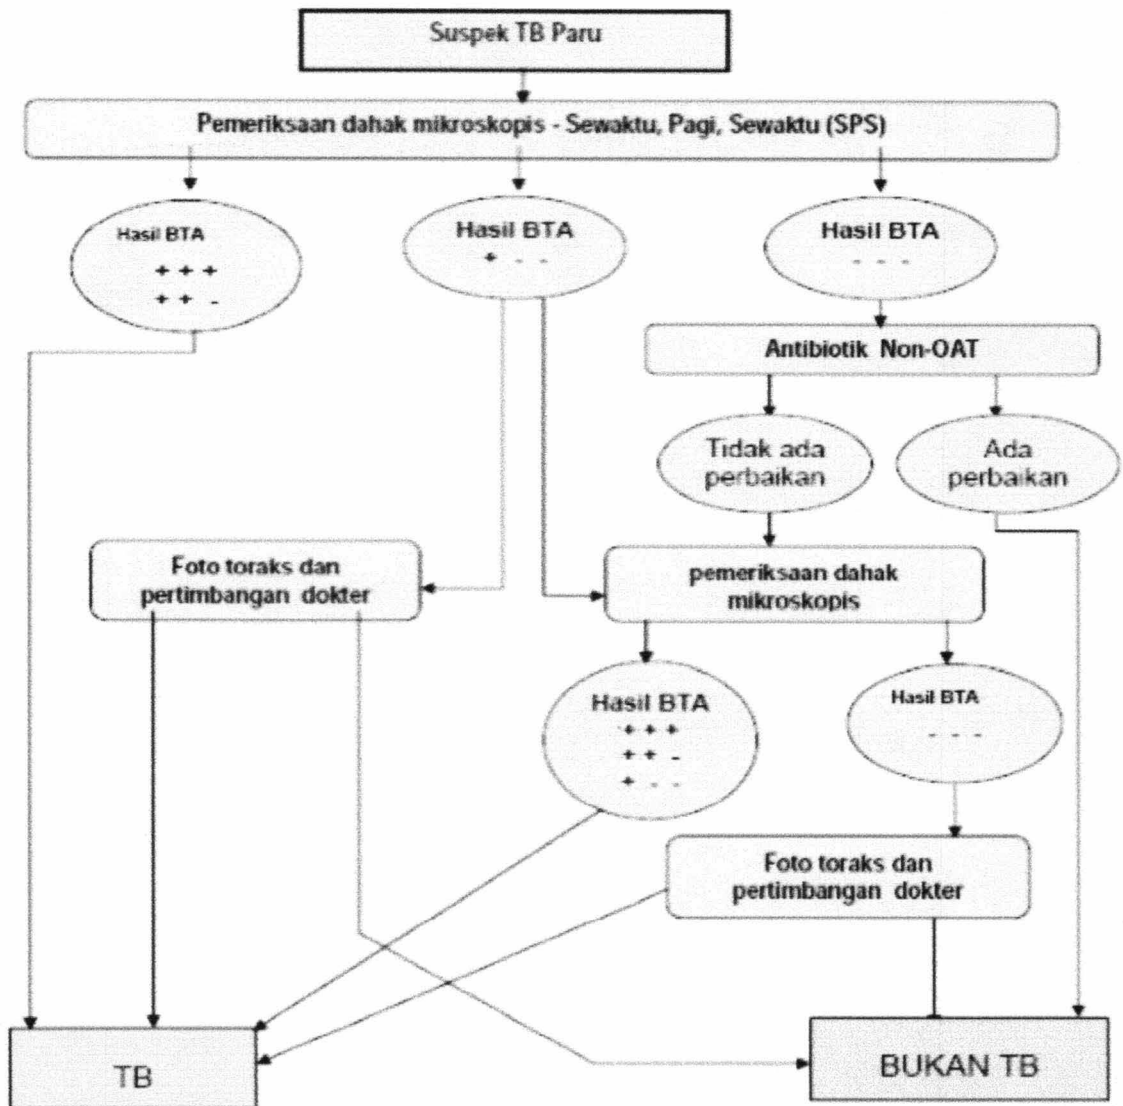 Suspek TB Paru
Pemeriksaan dahak mikroskopis - Sewaktu, Pagi, Sewaktu (SPS)
Hasil BTA
+ + +
+ + -
Hasil BTA
+ - -
Hasil BTA
- - -
Antibiotik Non-OAT
Tidak ada
perbaikan
Ada
perbaikan
Foto toraks dan
pertimbangan dokter
pemeriksaan dahak
mikroskopis
Hasil BTA
+ + +
+ + -
+ - -
Hasil BTA
- - -
Foto toraks dan
pertimbangan dokter
TB
BUKAN TB